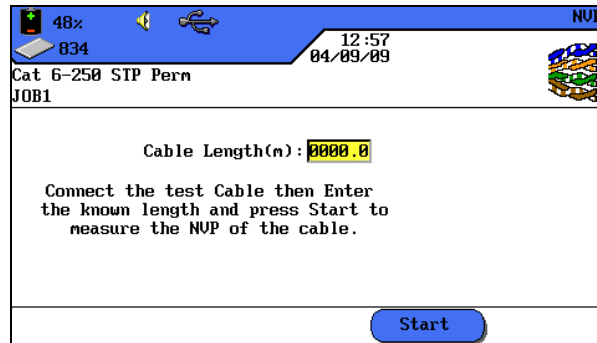 48%
NVP
834
12:57
04/09/09
Cat 6-250 STP Perm
JOB1
Cable Length(m):0000.0
Connect the test Cable then Enter
the known length and press Start to
measure the NVP of the cable.
Start